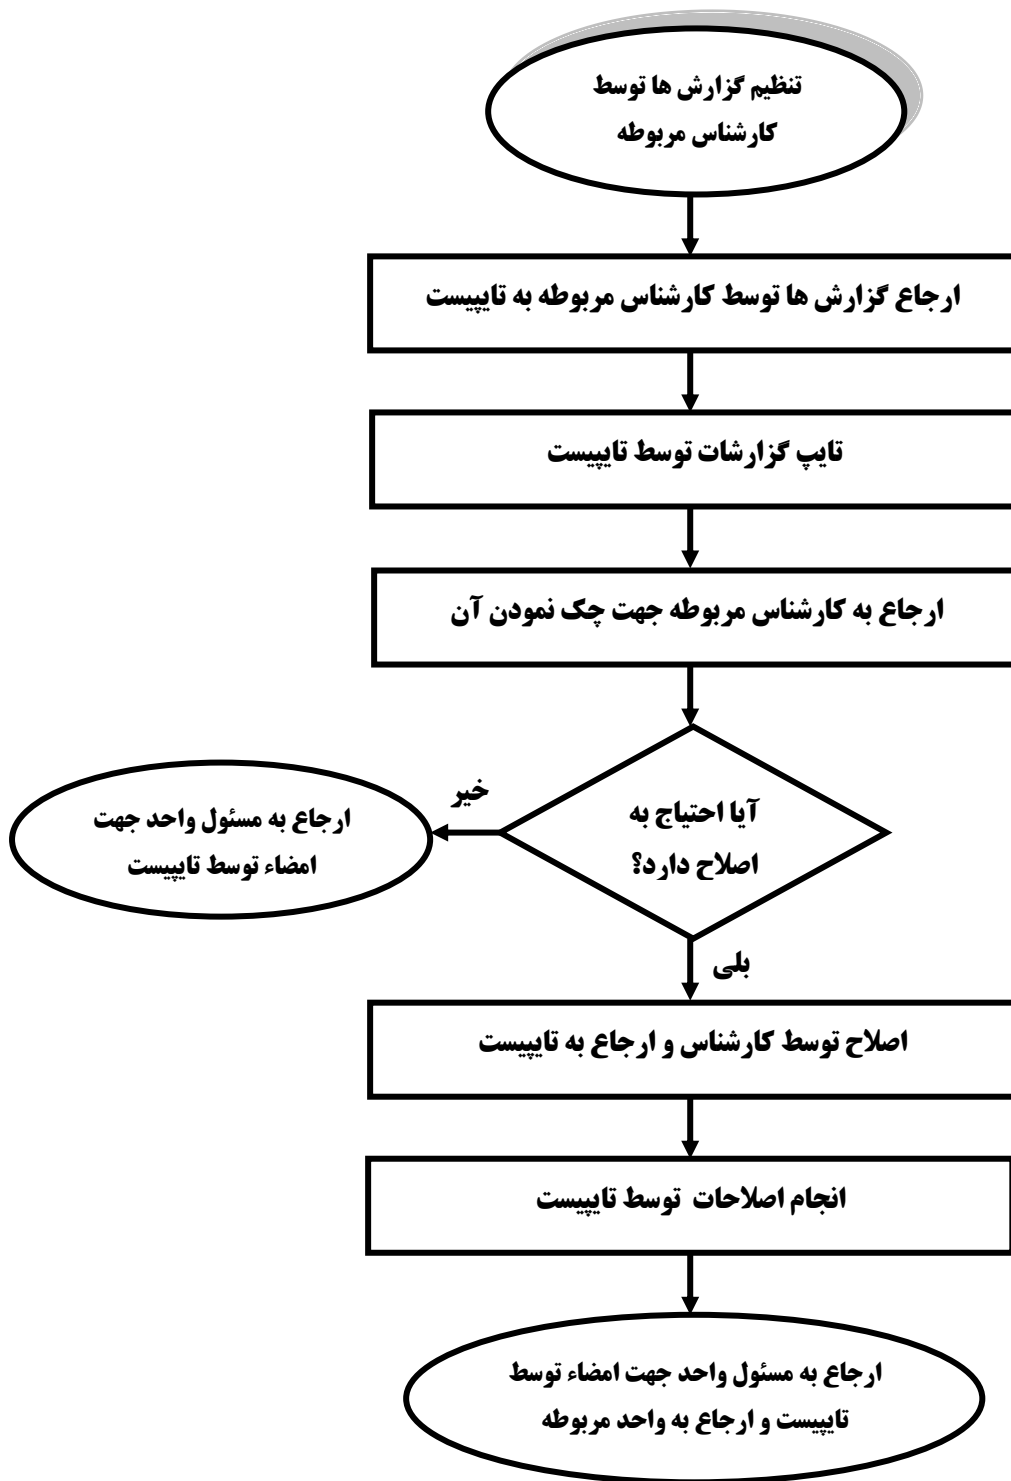 تنظیم گزارش ها توسط
کارشناس مربوطه
ارجاع گزارش ها توسط کارشناس مربوطه به تایپیست
تایپ گزارشات توسط تایپیست
ارجاع به کارشناس مربوطه جهت چک نمودن آن
آیا احتیاج به
اصلاح دارد؟
خیر
ارجاع به مسئول واحد جهت
امضاء توسط تایپیست
بلی
اصلاح توسط کارشناس و ارجاع به تایپیست
انجام اصلاحات توسط تایپیست
ارجاع به مسئول واحد جهت امضاء توسط
تایپیست و ارجاع به واحد مربوطه